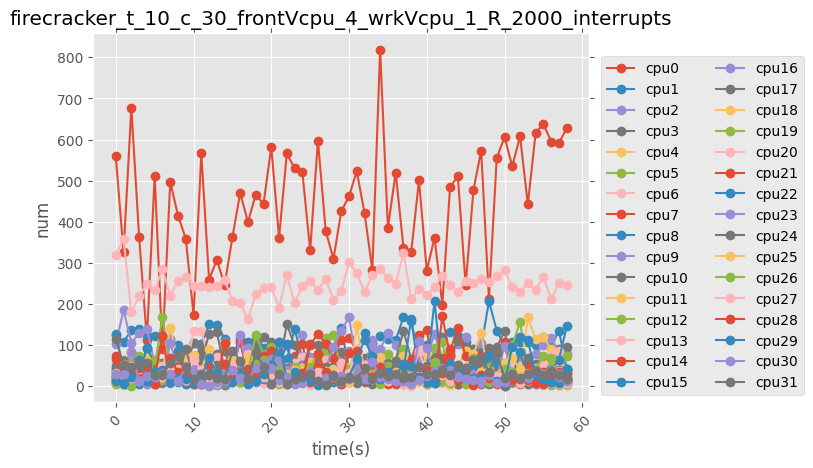 firecracker_t_10_c_30_frontVcpu_4_wrkVcpu_1_R_2000_interrupts
800
700
600
500
400
300
200
100
0
num
0 10 20 30 40 50 60
time(s)
cpu0 cpu16
cpu1 cpu17
cpu2 cpu18
cpu3 cpu19
cpu4 cpu20
cpu5 cpu21
cpu6 cpu22
cpu7 cpu23
cpu8 cpu24
cpu9 cpu25
cpu10 cpu26
cpu11 cpu27
cpu12 cpu28
cpu13 cpu29
cpu14 cpu30
cpu15 cpu31